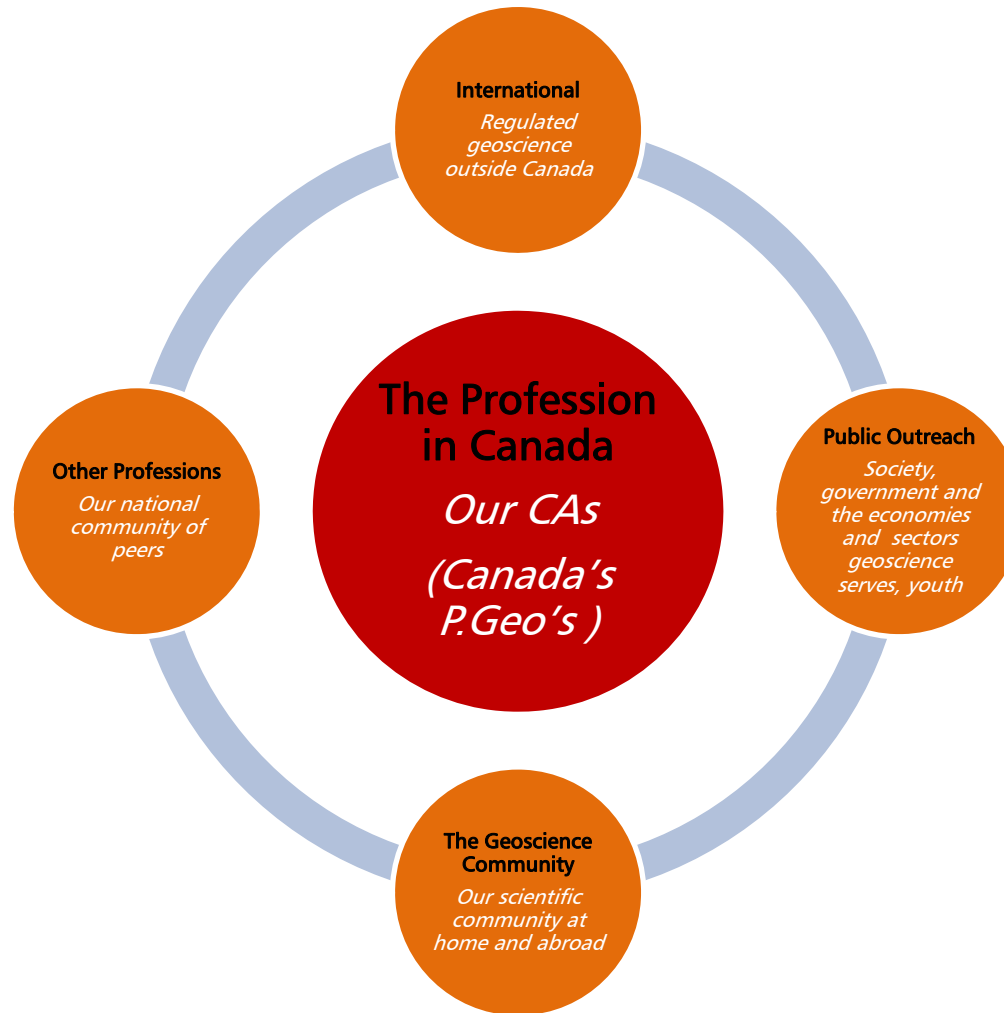 International
Regulated
geoscience
outside Canada
The Profession
in Canada
Our CAs
(Canada's
P.Geo's )
Other Professions
Our national
community of
peers
Public Outreach
Society,
government and
the economies
and  sectors
geoscience
serves, youth
The Geoscience
Community
Our scientific
community at
home and abroad